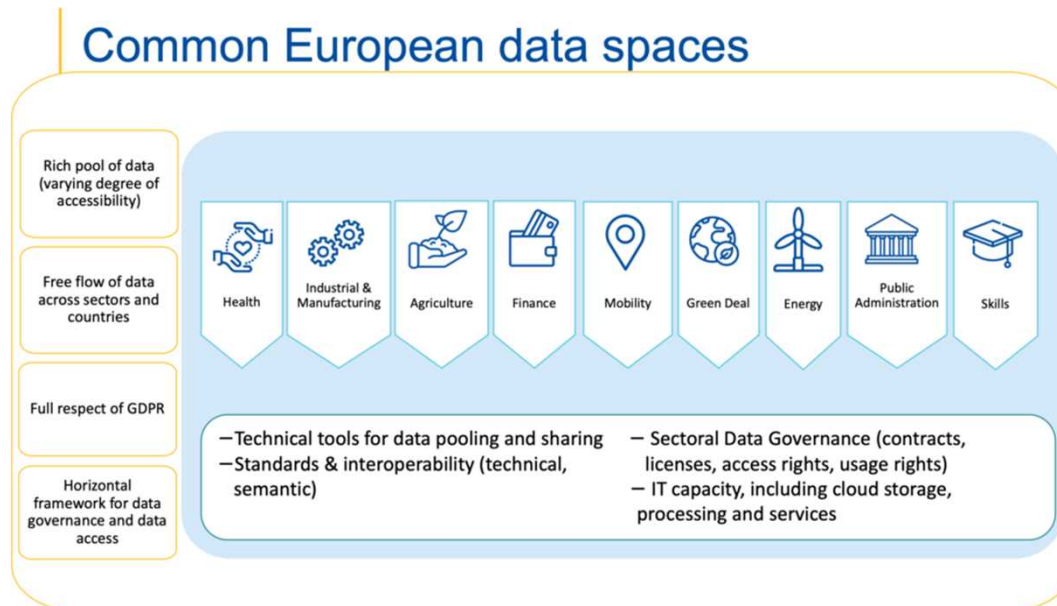 Common European data spaces
Rich pool of data
(varying degree of
accessibility)
Free flow of data
across sectors and
countries
Full respect of GDPR
Horizontal
framework for data
governance and data
access
Health
Industrial &
Manufacturing
Agriculture
Finance
Mobility
Green Deal
Energy
Public
Administration
Skills
–Technical tools for data pooling and sharing
–Standards & interoperability (technical,
semantic)
– Sectoral Data Governance (contracts,
licenses, access rights, usage rights)
– IT capacity, including cloud storage,
processing and services